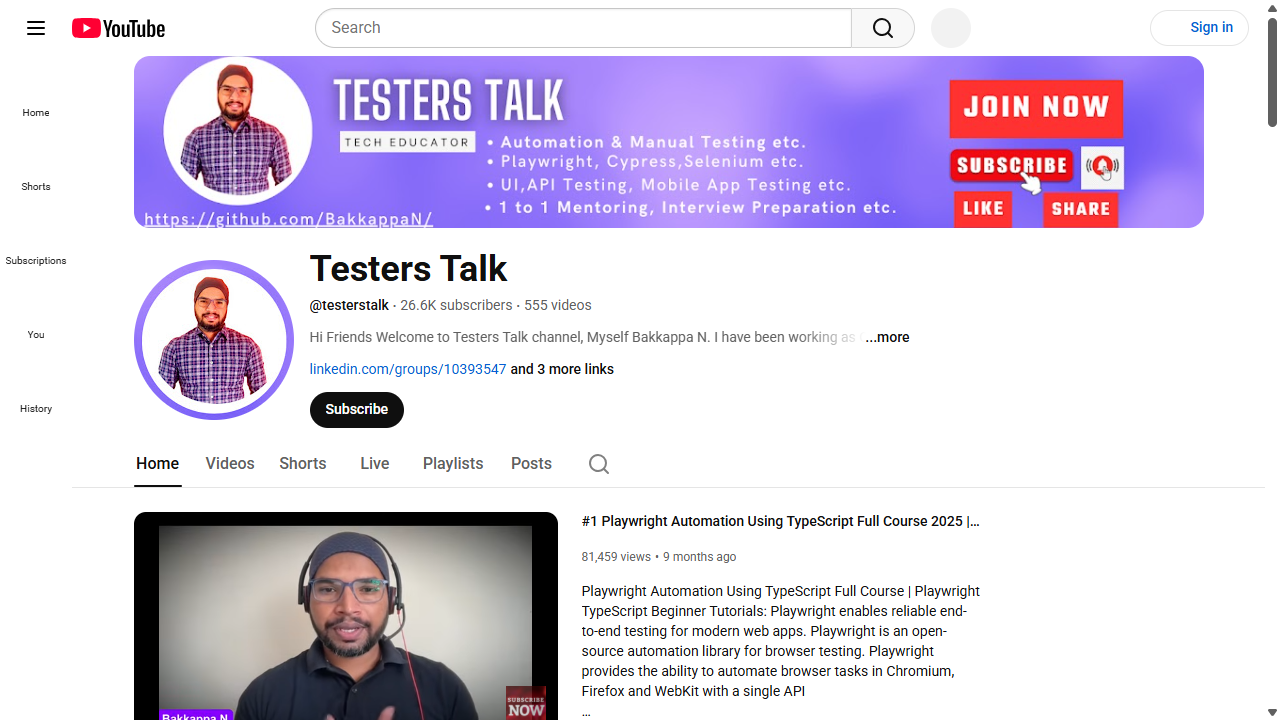 YouTube
Search
Sign in
Home
Shorts
Subscriptions
You
History
TESTERS TALK
TECH EDUCATOR
• Automation & Manual Testing etc.
• Playwright, Cypress,Selenium etc.
• UI,API Testing, Mobile App Testing etc.
• 1 to 1 Mentoring, Interview Preparation etc.
https://github.com/BakkappaN/
JOIN NOW
SUBSCRIBE
LIKE
SHARE
Testers Talk
@testerstalk • 26.6K subscribers • 555 videos
Hi Friends Welcome to Testers Talk channel, Myself Bakkappa N. I have been working as ...more
linkedin.com/groups/10393547 and 3 more links
Subscribe
Home
Videos
Shorts
Live
Playlists
Posts
#1 Playwright Automation Using TypeScript Full Course 2025 |...
81,459 views • 9 months ago
Playwright Automation Using TypeScript Full Course | Playwright
TypeScript Beginner Tutorials: Playwright enables reliable end-
to-end testing for modern web apps. Playwright is an open-
source automation library for browser testing. Playwright
provides the ability to automate browser tasks in Chromium,
Firefox and WebKit with a single API
...
SUBSCRIBE
NOW
Bakkappa N